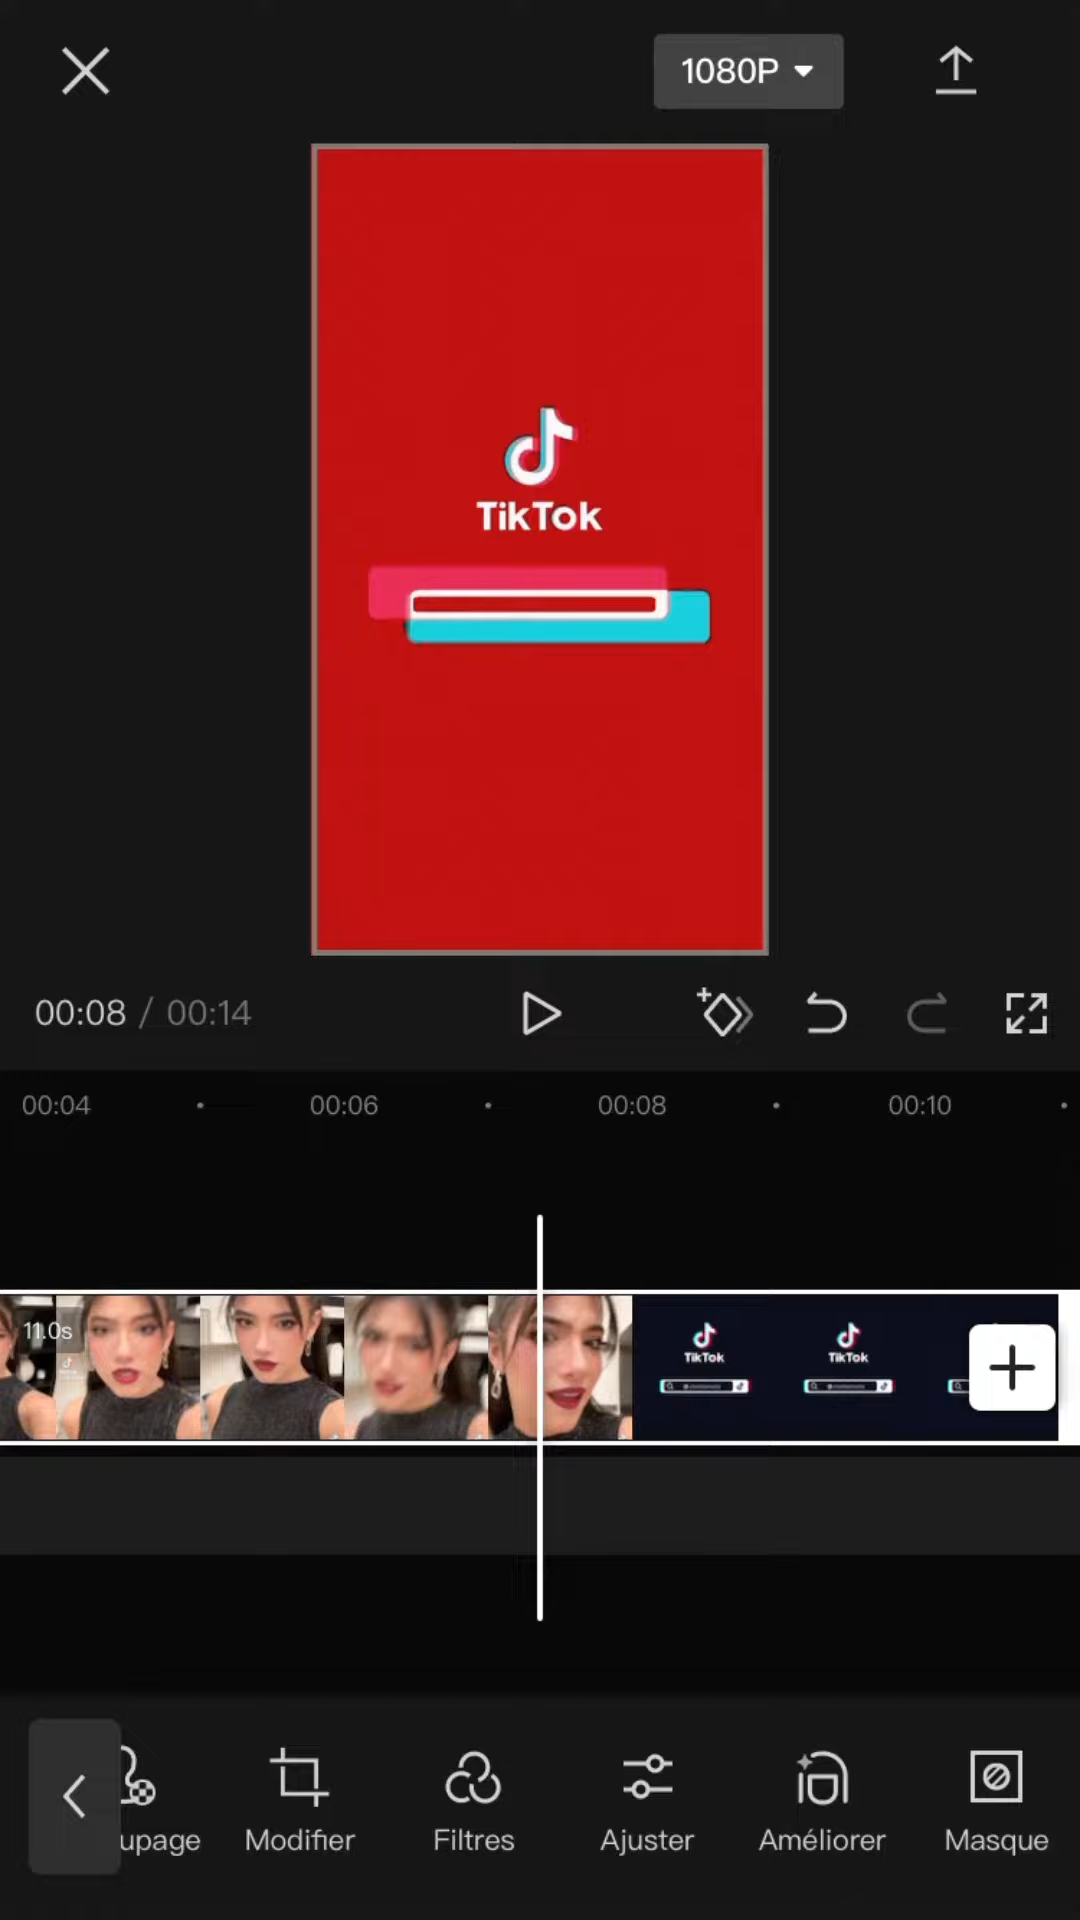 1080P
TikTok
00:08 / 00:14
00:04
00:06
00:08
00:10
11.0s
TikTok
TikTok
upage
Modifier
Filtres
Ajuster
Améliorer
Masque